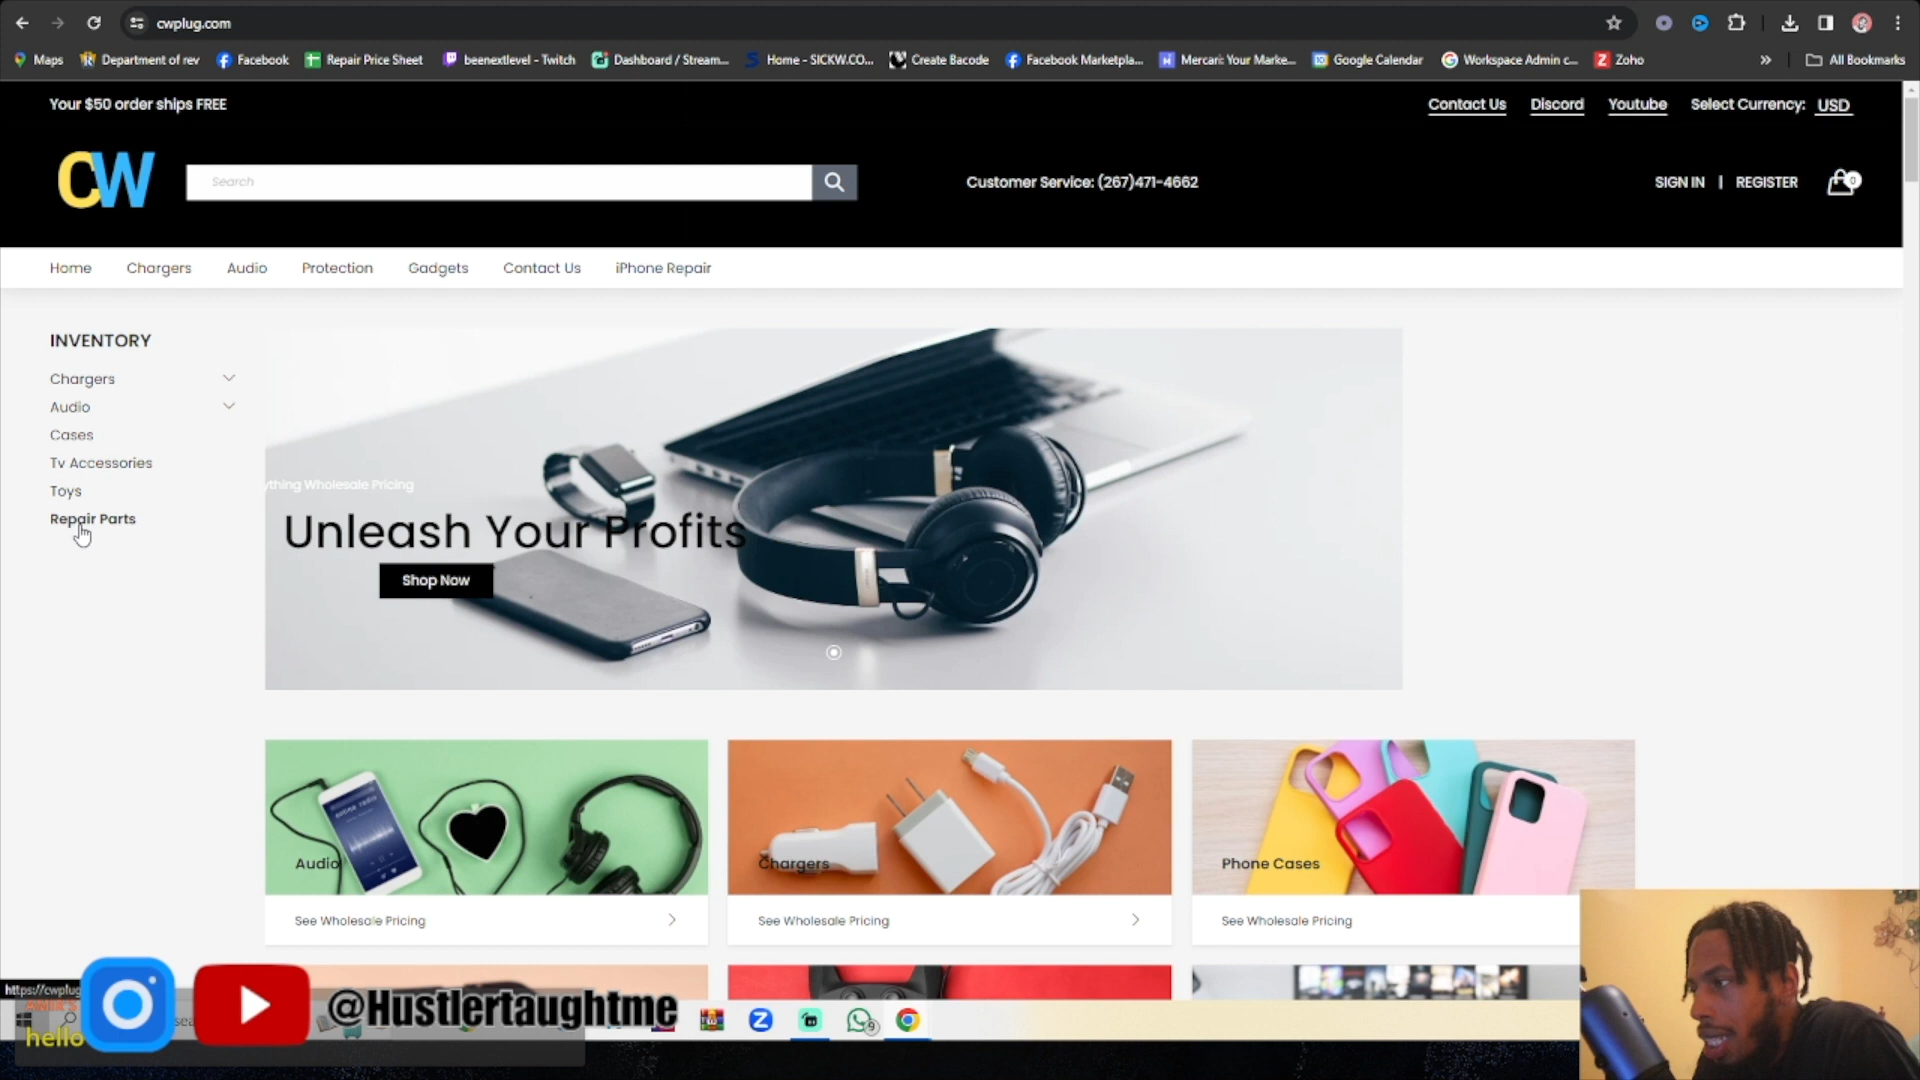 cwplug.com
Maps
Department of rev
Facebook
Repair Price Sheet
beenextlevel - Twitch
Dashboard / Stream...
Home - SICKW.CO...
Create Bacode
Facebook Marketpla...
Mercari: Your Marke...
Google Calendar
Workspace Admin c...
Zoho
All Bookmarks
Your $50 order ships FREE
Contact Us
Discord
Youtube
Select Currency: USD
CW
Search
Customer Service: (267)471-4662
SIGN IN | REGISTER
0
Home
Chargers
Audio
Protection
Gadgets
Contact Us
iPhone Repair
INVENTORY
Chargers
Audio
Cases
Tv Accessories
Toys
Repair Parts
ything Wholesale Pricing
Unleash Your Profits
Shop Now
Audio
See Wholesale Pricing
Chargers
See Wholesale Pricing
Phone Cases
See Wholesale Pricing
https://cwplug
hello
@Hustlertaughtme
9